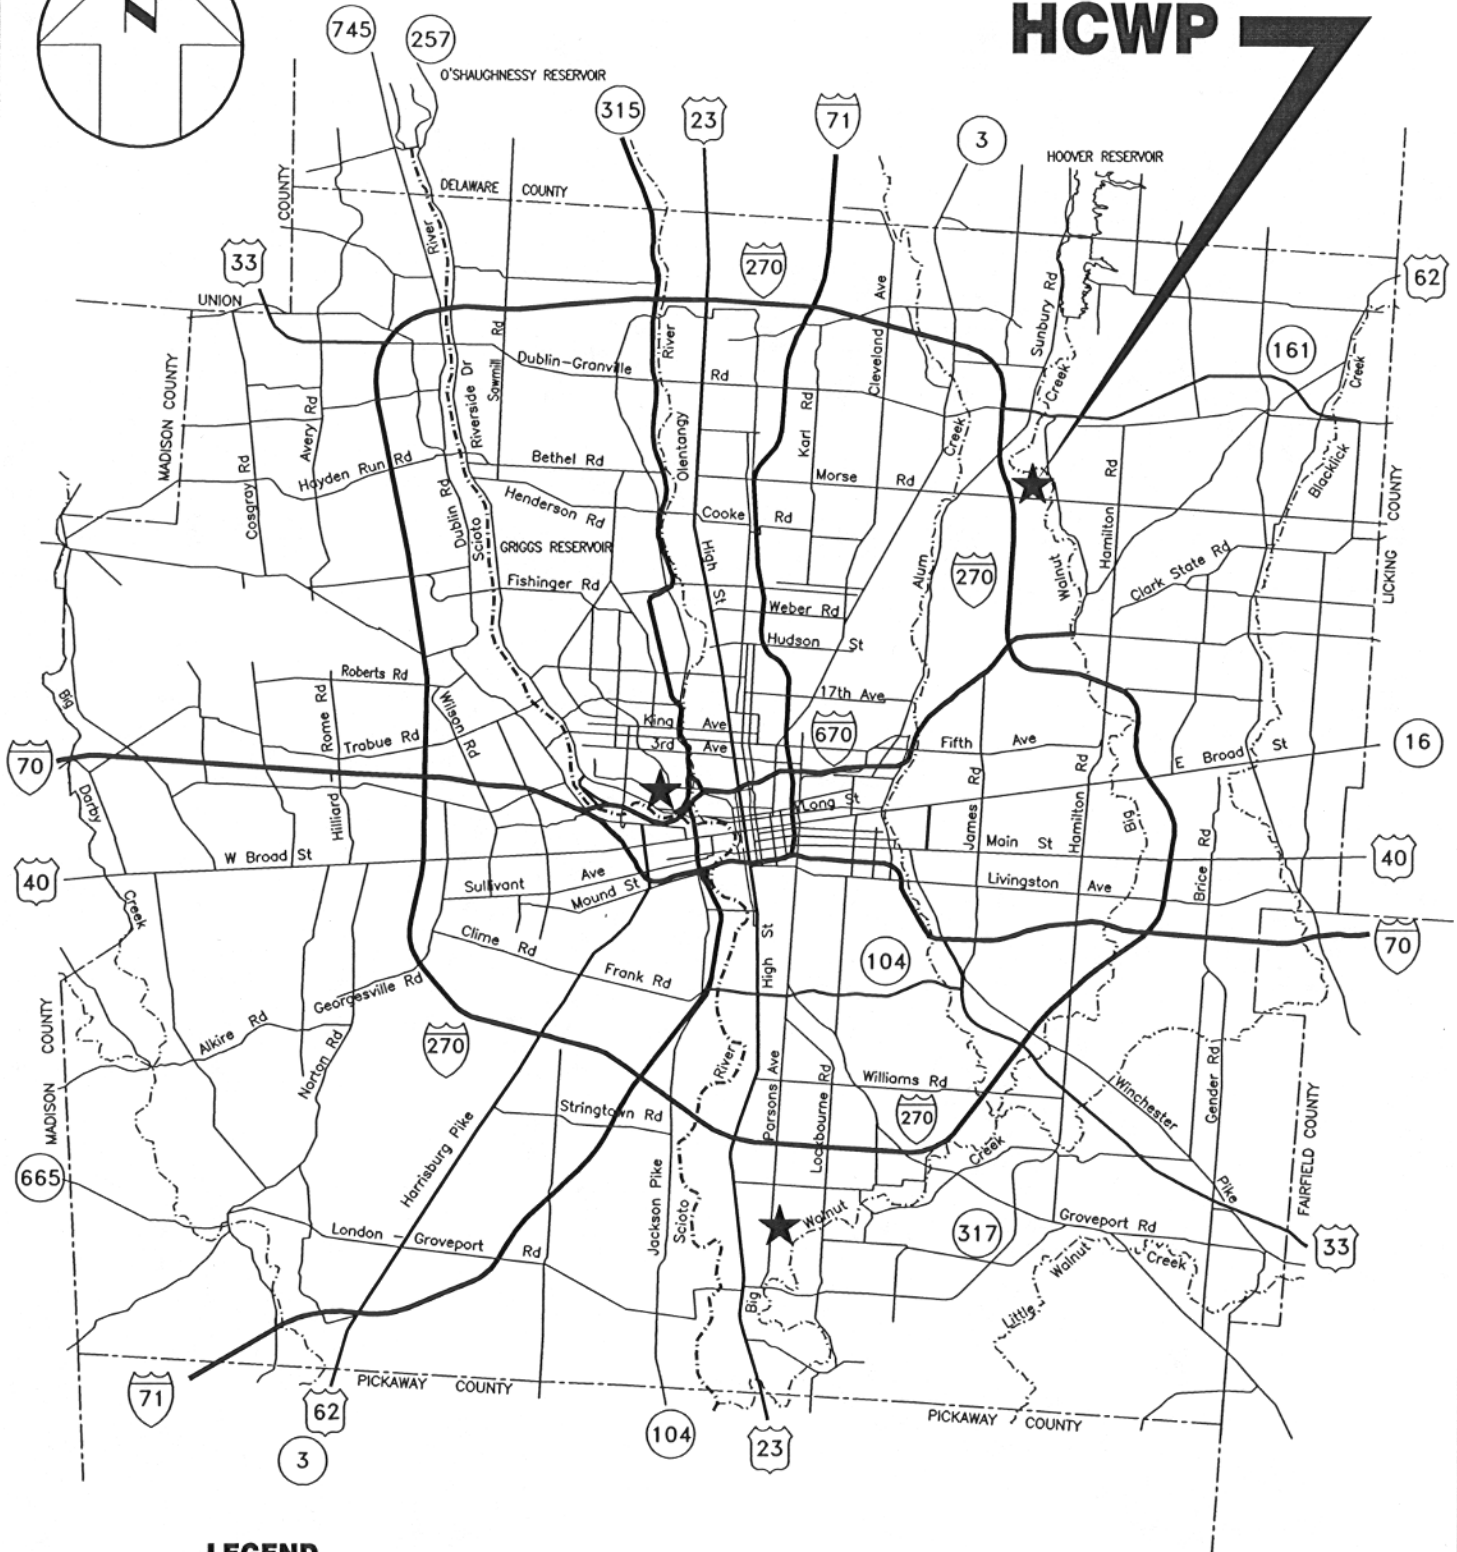 N
HCWP
745
257
O'SHAUGHNESSY RESERVOIR
315
23
71
3
HOOVER RESERVOIR
COUNTY
DELAWARE COUNTY
River
33
270
62
UNION
Ave
Sunbury Rd
161
Rd
River
Cleveland
Dublin-Granville
Rd
Creek
Creek
MADISON COUNTY
Sawmill
Riverside Dr
Avery Rd
Karl Rd
Olentangy
Creek
Hayden Run Rd
Bethel Rd
Morse Rd
Rd
Blacklick
Cosgray Rd
Dublin Rd
Henderson Rd
Cooke Rd
Hamilton
COUNTY
Scioto
GRIGGS RESERVOIR
High St
Alum
270
Walnut
Clark State Rd
LICKING
Fishinger Rd
Weber Rd
Hudson St
Roberts Rd
Big
Rome Rd
Wilson Rd
17th Ave
King Ave
670
Trabue Rd
3rd Ave
Fifth Ave
16
E Broad St
70
Rd
Rd
Darby
Hilliard
Long St
James
Hamilton
Big
W Broad St
Main St
Brice Rd
40
40
Sullivant Ave
Livingston Ave
Mound St
Creek
Clime Rd
St
70
104
High
Frank Rd
Georgesville Rd
COUNTY
Alkire Rd
Norton Rd
270
River
Parsons Ave
Lockbourne Rd
Williams Rd
Gender Rd
Winchester
MADISON
Stringtown Rd
270
FAIRFIELD COUNTY
Harrisburg Pike
Creek
665
Jackson Pike
Pike
Scioto
Walnut
London - Groveport Rd
317
Groveport Rd
33
Walnut
Creek
Big
Little
71
PICKAWAY COUNTY
62
PICKAWAY COUNTY
104
23
3
LEGEND